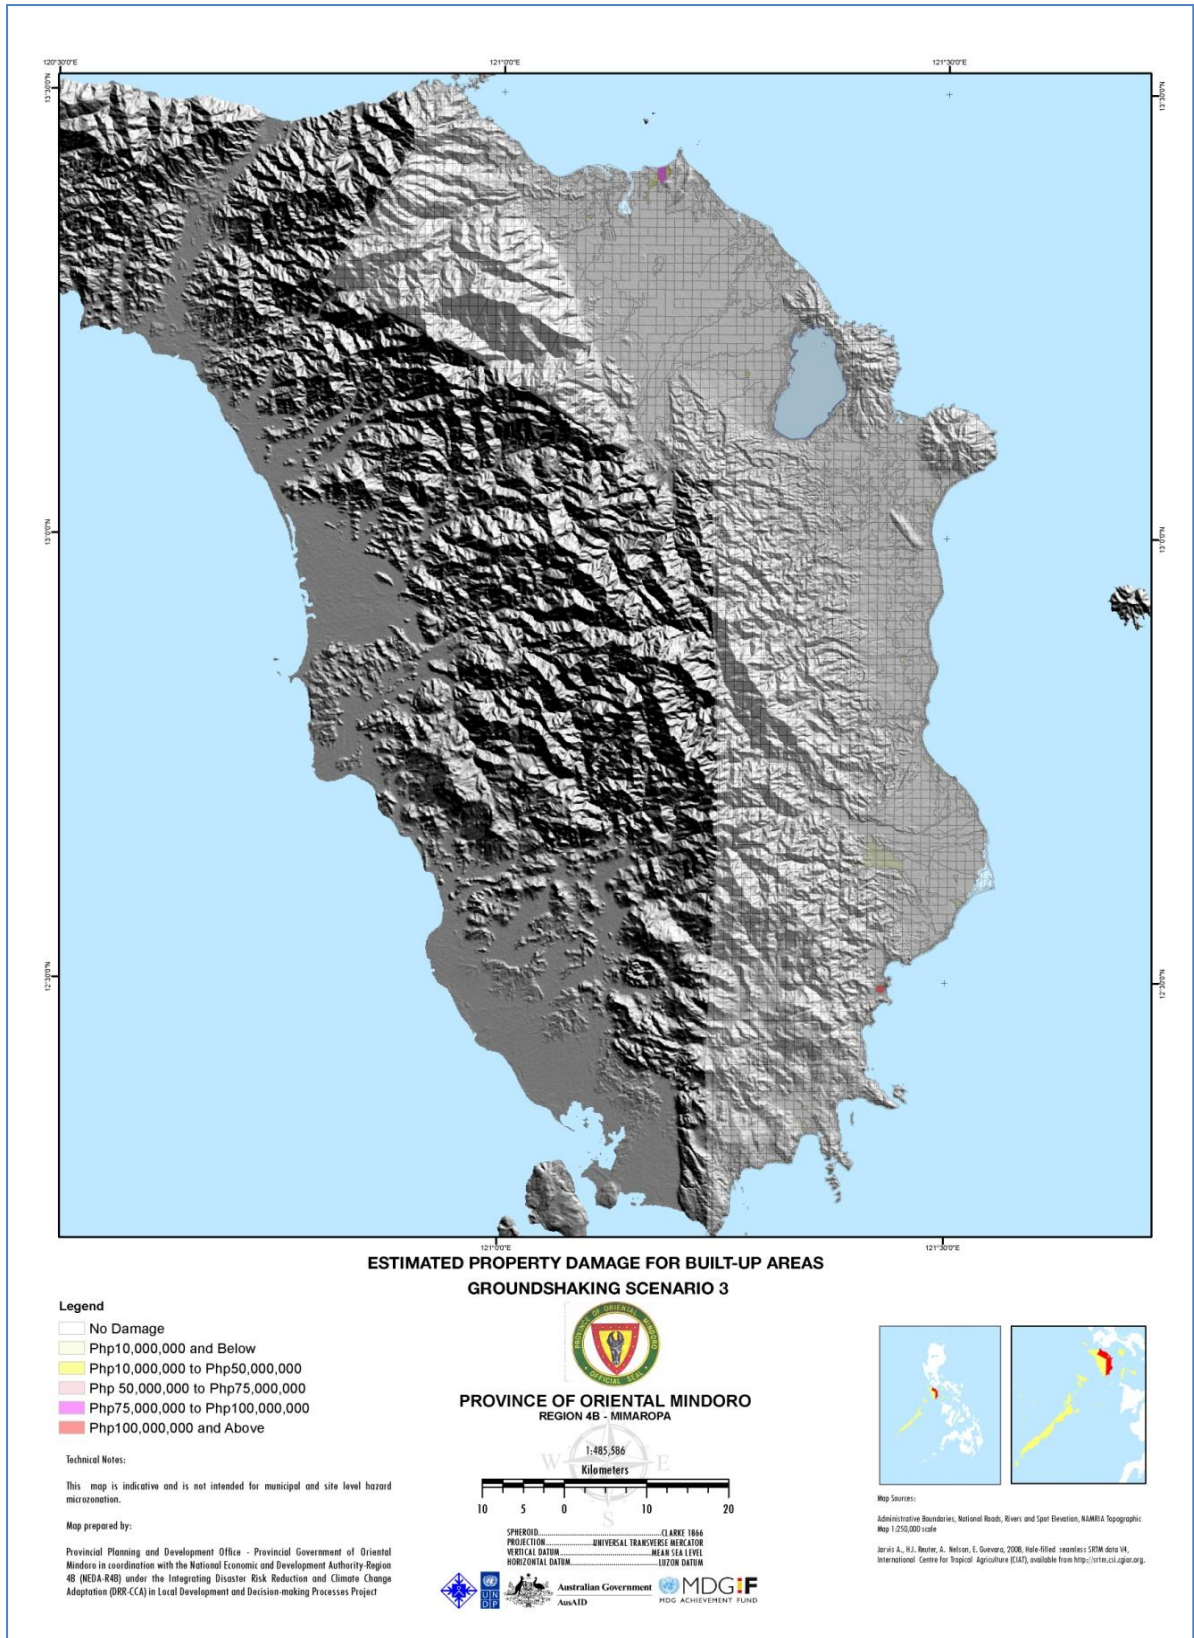 120°30'0"E
121°0'0"E
121°30'0"E
13°30'0"N
13°30'0"N
13°0'0"N
13°0'0"N
12°30'0"N
12°30'0"N
121°0'0"E
121°30'0"E
ESTIMATED PROPERTY DAMAGE FOR BUILT-UP AREAS
GROUNDSHAKING SCENARIO 3
Legend
No Damage
Php10,000,000 and Below
Php10,000,000 to Php50,000,000
Php 50,000,000 to Php75,000,000
Php75,000,000 to Php100,000,000
Php100,000,000 and Above
Technical Notes:
This map is indicative and is not intended for municipal and site level hazard
microzonation.
Map prepared by:
Provincial Planning and Development Office - Provincial Government of Oriental
Mindoro in coordination with the National Economic and Development Authority-Region
4B (NEDA-R4B) under the Integrating Disaster Risk Reduction and Climate Change
Adaptation (DRR-CCA) in Local Development and Decision-making Processes Project
PROVINCE OF ORIENTAL MINDORO
OFFICIAL SEAL
PROVINCE OF ORIENTAL MINDORO
REGION 4B - MIMAROPA
1:485,586
W E
Kilometers
10 5 0 10 20
S
SPHEROID....................CLARKE 1866
PROJECTION..........UNIVERSAL TRANSVERSE MERCATOR
VERTICAL DATUM....................MEAN SEA LEVEL
HORIZONTAL DATUM....................LUZON DATUM
UN
DP
Australian Government
AusAID
MDGiF
MDG ACHIEVEMENT FUND
Map Sources:
Administrative Boundaries, National Roads, Rivers and Spot Elevation, NAMRIA Topographic
Map 1:250,000 scale
Jarvis A., H.I. Reuter, A. Nelson, E. Guevara, 2008, Hole-filled seamless SRTM data V4,
International Centre for Tropical Agriculture (CIAT), available from http://srtm.csi.cgiar.org.